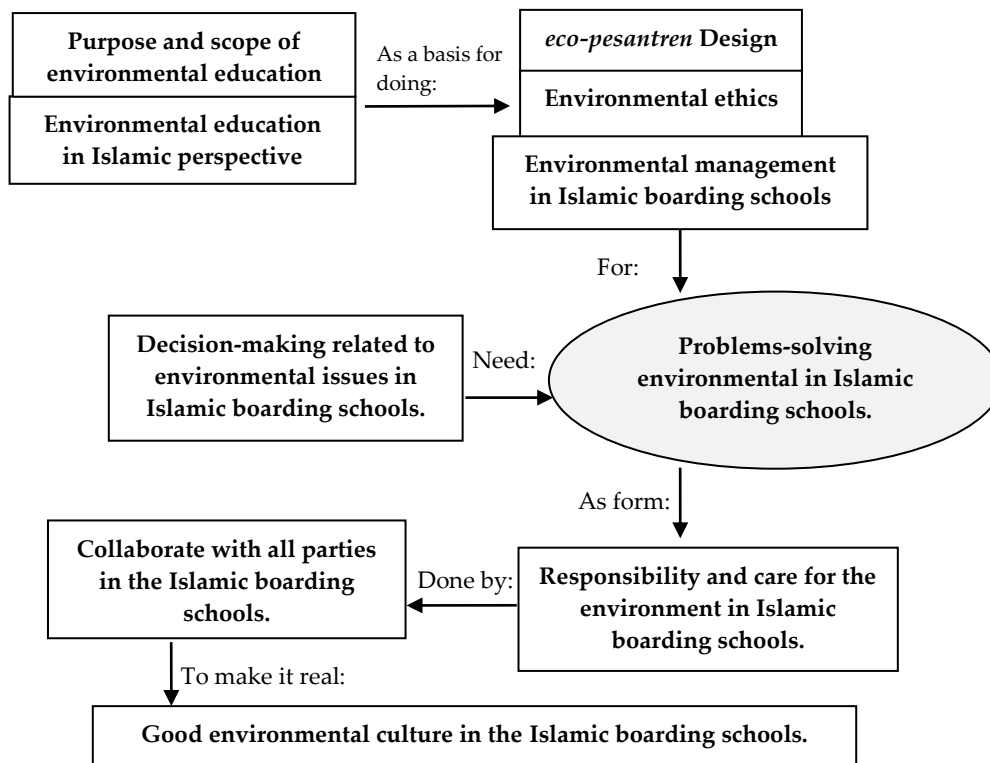 Purpose and scope of
environmental education
Environmental education
in Islamic perspective
As a basis for
doing:
eco-pesantren Design
Environmental ethics
Environmental management
in Islamic boarding schools
For:
Decision-making related to
environmental issues in
Islamic boarding schools.
Need:
Problems-solving
environmental in Islamic
boarding schools.
As form:
Responsibility and care for the
environment in Islamic
boarding schools.
Done by:
Collaborate with all parties
in the Islamic boarding
schools.
To make it real:
Good environmental culture in the Islamic boarding schools.